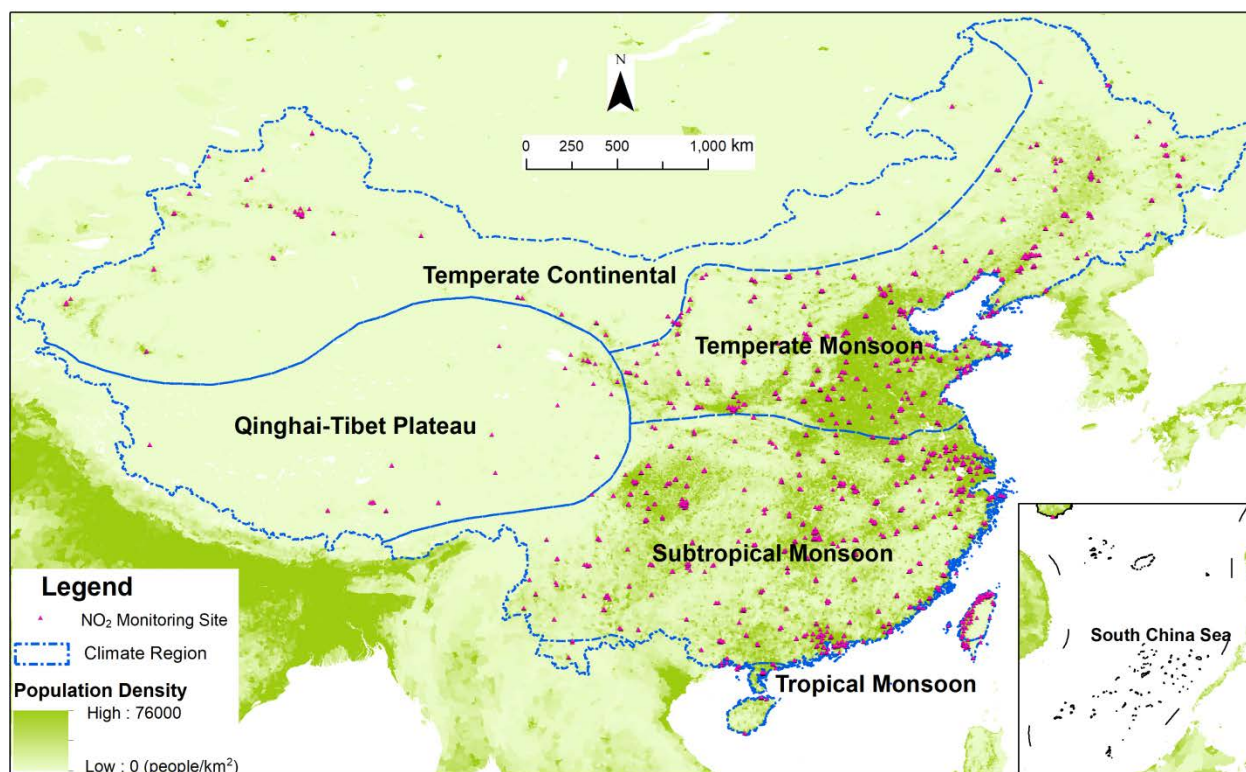 N
0 250 500 1,000 km
Temperate Continental
Temperate Monsoon
Qinghai-Tibet Plateau
Subtropical Monsoon
Tropical Monsoon
South China Sea
Legend
NO₂ Monitoring Site
Climate Region
Population Density
High : 76000
Low : 0 (people/km²)